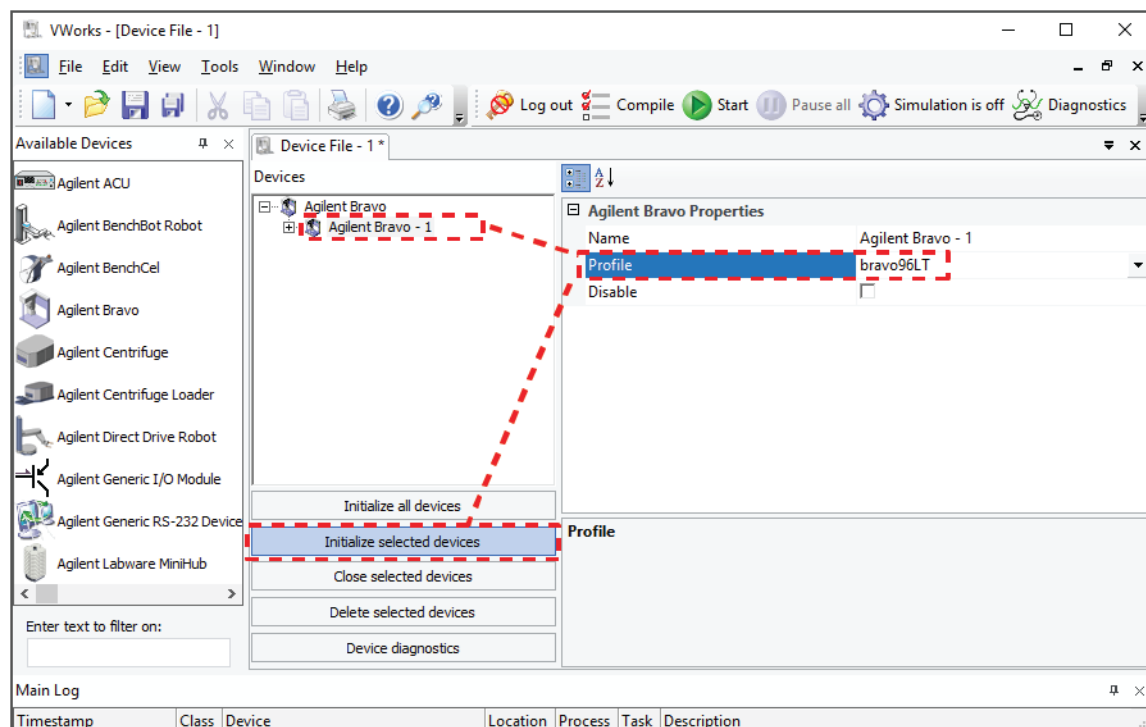 VWorks - [Device File - 1]
File Edit View Tools Window Help
Log out Compile Start Pause all Simulation is off Diagnostics
Available Devices
Agilent ACU
Agilent BenchBot Robot
Agilent BenchCel
Agilent Bravo
Agilent Centrifuge
Agilent Centrifuge Loader
Agilent Direct Drive Robot
Agilent Generic I/O Module
Agilent Generic RS-232 Device
Agilent Labware MiniHub
Enter text to filter on:
Device File - 1 *
Devices
Agilent Bravo
Agilent Bravo - 1
Initialize all devices
Initialize selected devices
Close selected devices
Delete selected devices
Device diagnostics
A
Z
Agilent Bravo Properties
Name Agilent Bravo - 1
Profile bravo96LT
Disable
Profile
Main Log
Timestamp Class Device Location Process Task Description